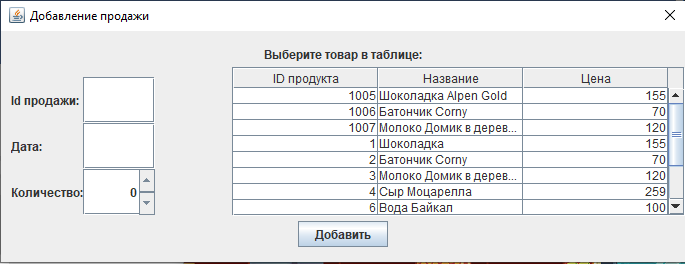 Добавление продажи
Выберите товар в таблице:
Id продажи:
Дата:
Количество: 0
ID продукта Название Цена
1005 Шоколадка Alpen Gold 155
1006 Батончик Corny 70
1007 Молоко Домик в дерев... 120
1 Шоколадка 155
2 Батончик Corny 70
3 Молоко Домик в дерев... 120
4 Сыр Моцарелла 259
6 Вода Байкал 100
Добавить